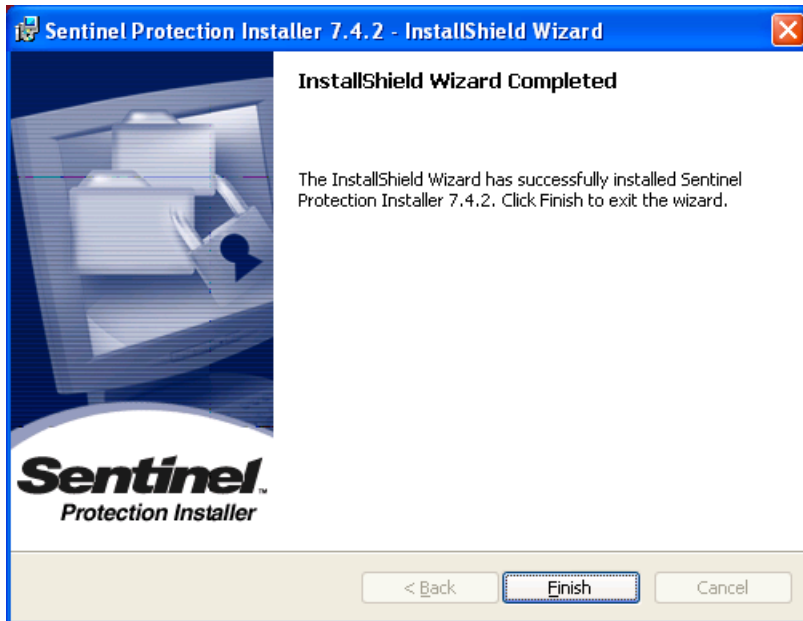 Sentinel Protection Installer 7.4.2 - InstallShield Wizard
InstallShield Wizard Completed
The InstallShield Wizard has successfully installed Sentinel
Protection Installer 7.4.2. Click Finish to exit the wizard.
Sentinel™
Protection Installer
< Back
Finish
Cancel